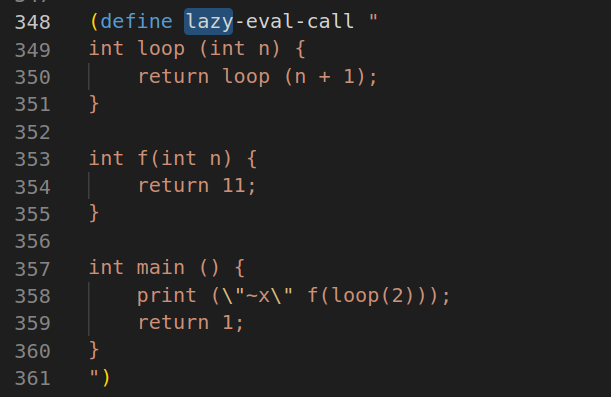 348 (define lazy-eval-call "
349 int loop (int n) {
350     return loop (n + 1);
351 }
352
353 int f(int n) {
354     return 11;
355 }
356
357 int main () {
358     print (\"~x\" f(loop(2)));
359     return 1;
360 }
361 ")